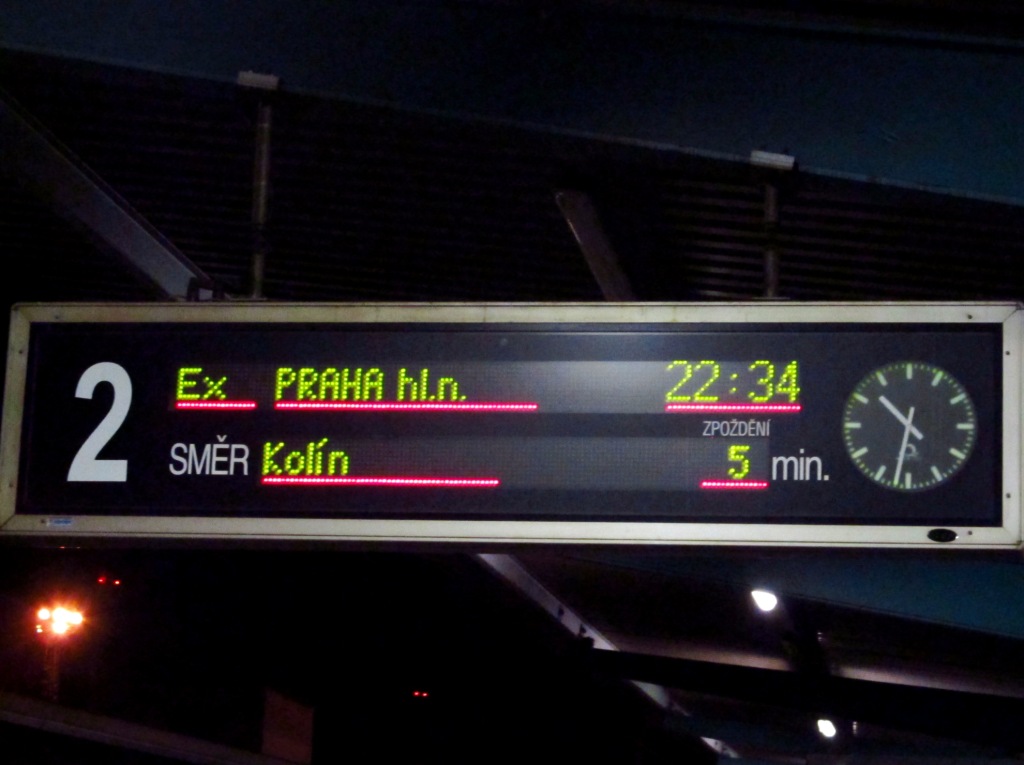 2 Ex PRAHA hl.n. 22:34
ZPOŽDĚNÍ
SMĚR Kolín 5 min.